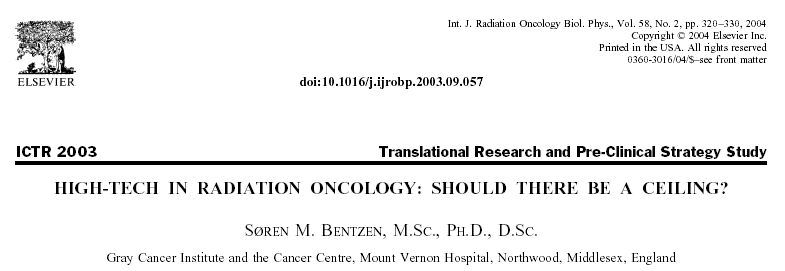 Int. J. Radiation Oncology Biol. Phys., Vol. 58, No. 2, pp. 320–330, 2004
Copyright © 2004 Elsevier Inc.
Printed in the USA. All rights reserved
0360-3016/04/$–see front matter
ELSEVIER
doi:10.1016/j.ijrobp.2003.09.057
ICTR 2003 Translational Research and Pre-Clinical Strategy Study
HIGH-TECH IN RADIATION ONCOLOGY: SHOULD THERE BE A CEILING?
SØREN M. BENTZEN, M.SC., PH.D., D.SC.
Gray Cancer Institute and the Cancer Centre, Mount Vernon Hospital, Northwood, Middlesex, England